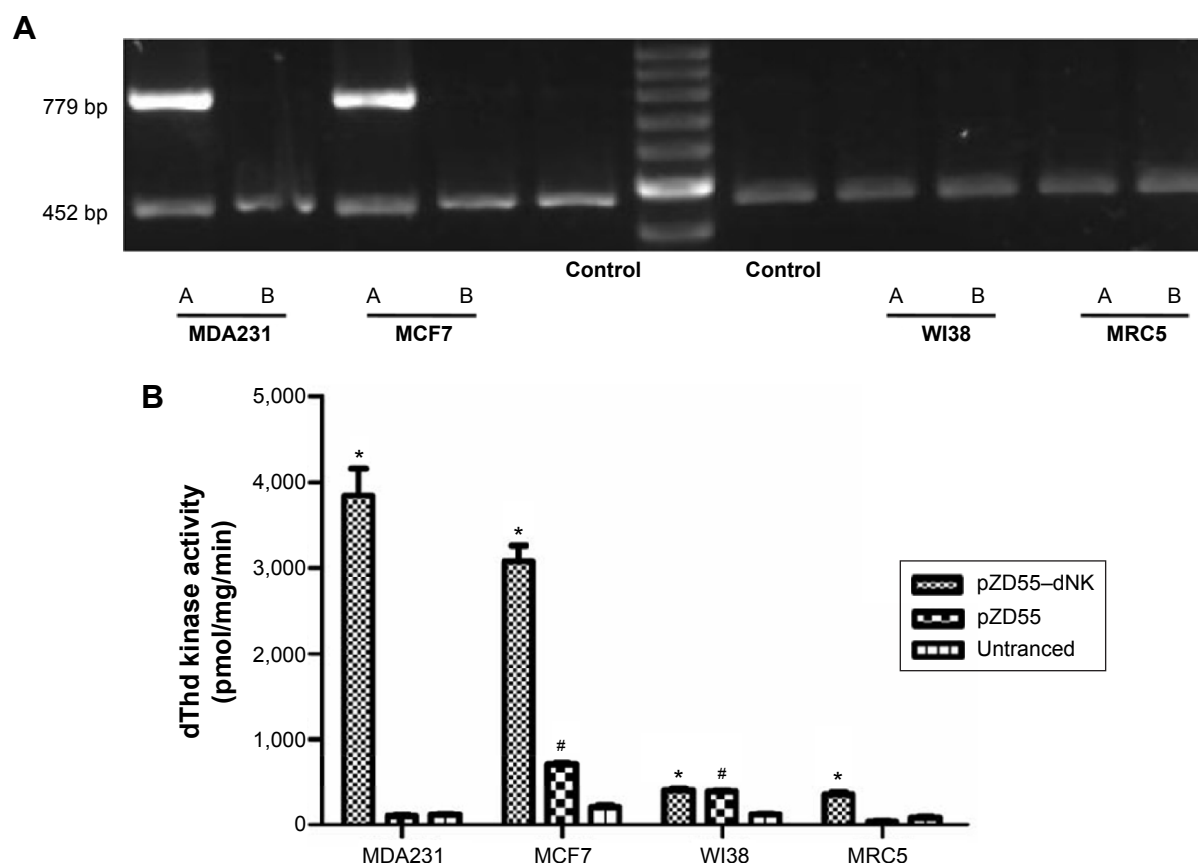 A
779 bp
452 bp
Control Control
A B A B A B A B
MDA231 MCF7 WI38 MRC5
B
5,000
4,000
3,000
2,000
1,000
0
dThd kinase activity
(pmol/mg/min)
*
*
#
*
#
*
pZD55–dNK
pZD55
Untranced
MDA231 MCF7 WI38 MRC5